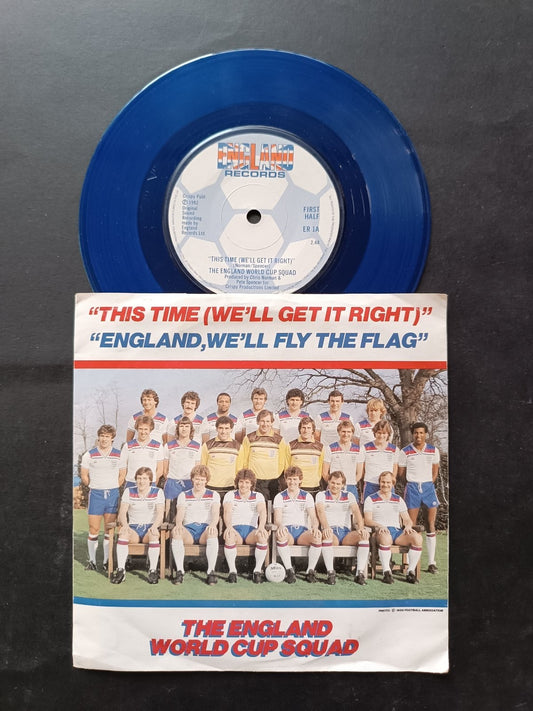 ENGLAND
RECORDS
Crispy Publ
℗ 1982
Original
Sound
Recording
made by
England
Records Ltd.
FIRST
HALF
ER 1A
2.44
"THIS TIME (WE'LL GET IT RIGHT)"
(Norman/Spencer)
THE ENGLAND WORLD CUP SQUAD
Produced by Chris Norman &
Pete Spencer for
Crispy Productions Limited
"THIS TIME (WE'LL GET IT RIGHT)"
"ENGLAND, WE'LL FLY THE FLAG"
THE ENGLAND
WORLD CUP SQUAD